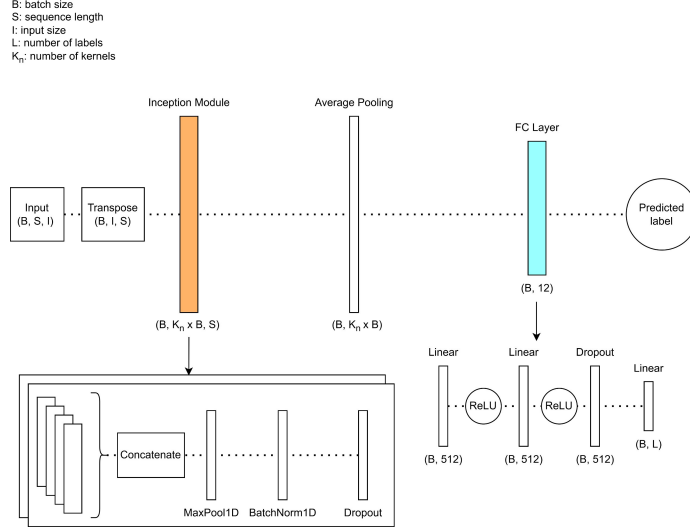 B: batch size
S: sequence length
I: input size
L: number of labels
Kn: number of kernels
Inception Module
Average Pooling
FC Layer
Input
(B, S, I)
Transpose
(B, I, S)
Predicted
label
(B, 12)
(B, Kn x B, S)
(B, Kn x B)
Linear
Linear
Dropout
Linear
ReLU
ReLU
(B, L)
(B, 512)
(B, 512)
(B, 512)
Concatenate
MaxPool1D
BatchNorm1D
Dropout